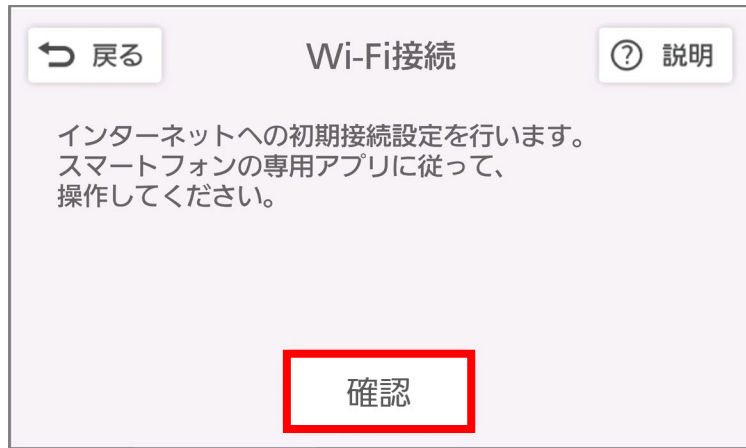 戻る
Wi-Fi接続
? 説明
インターネットへの初期接続設定を行います。
スマートフォンの専用アプリに従って、
操作してください。
確認